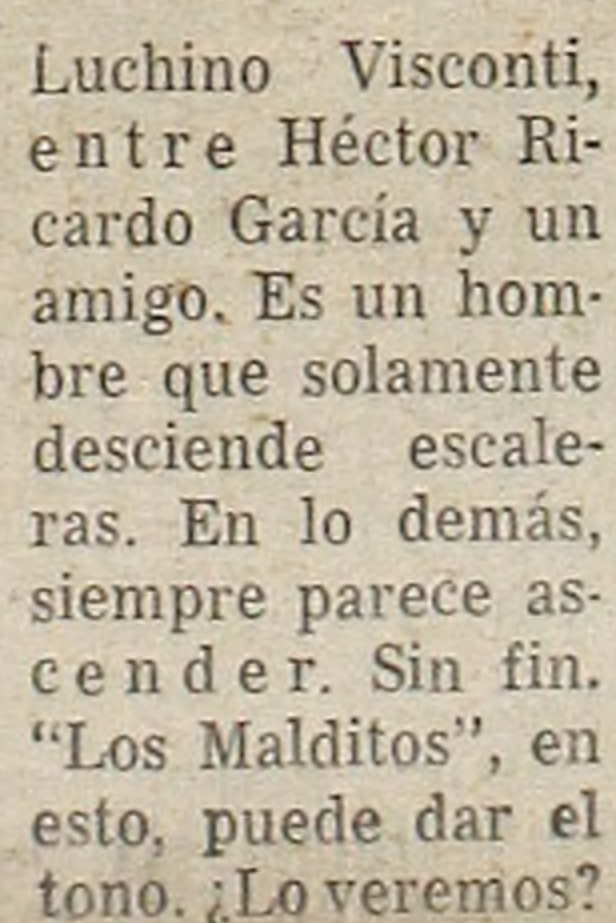 Luchino Visconti,
entre Héctor Ri-
cardo García y un
amigo. Es un hom-
bre que solamente
desciende escale-
ras. En lo demás,
siempre parece as-
cender. Sin fin.
“Los Malditos”, en
esto, puede dar el
tono. ¿Lo veremos?